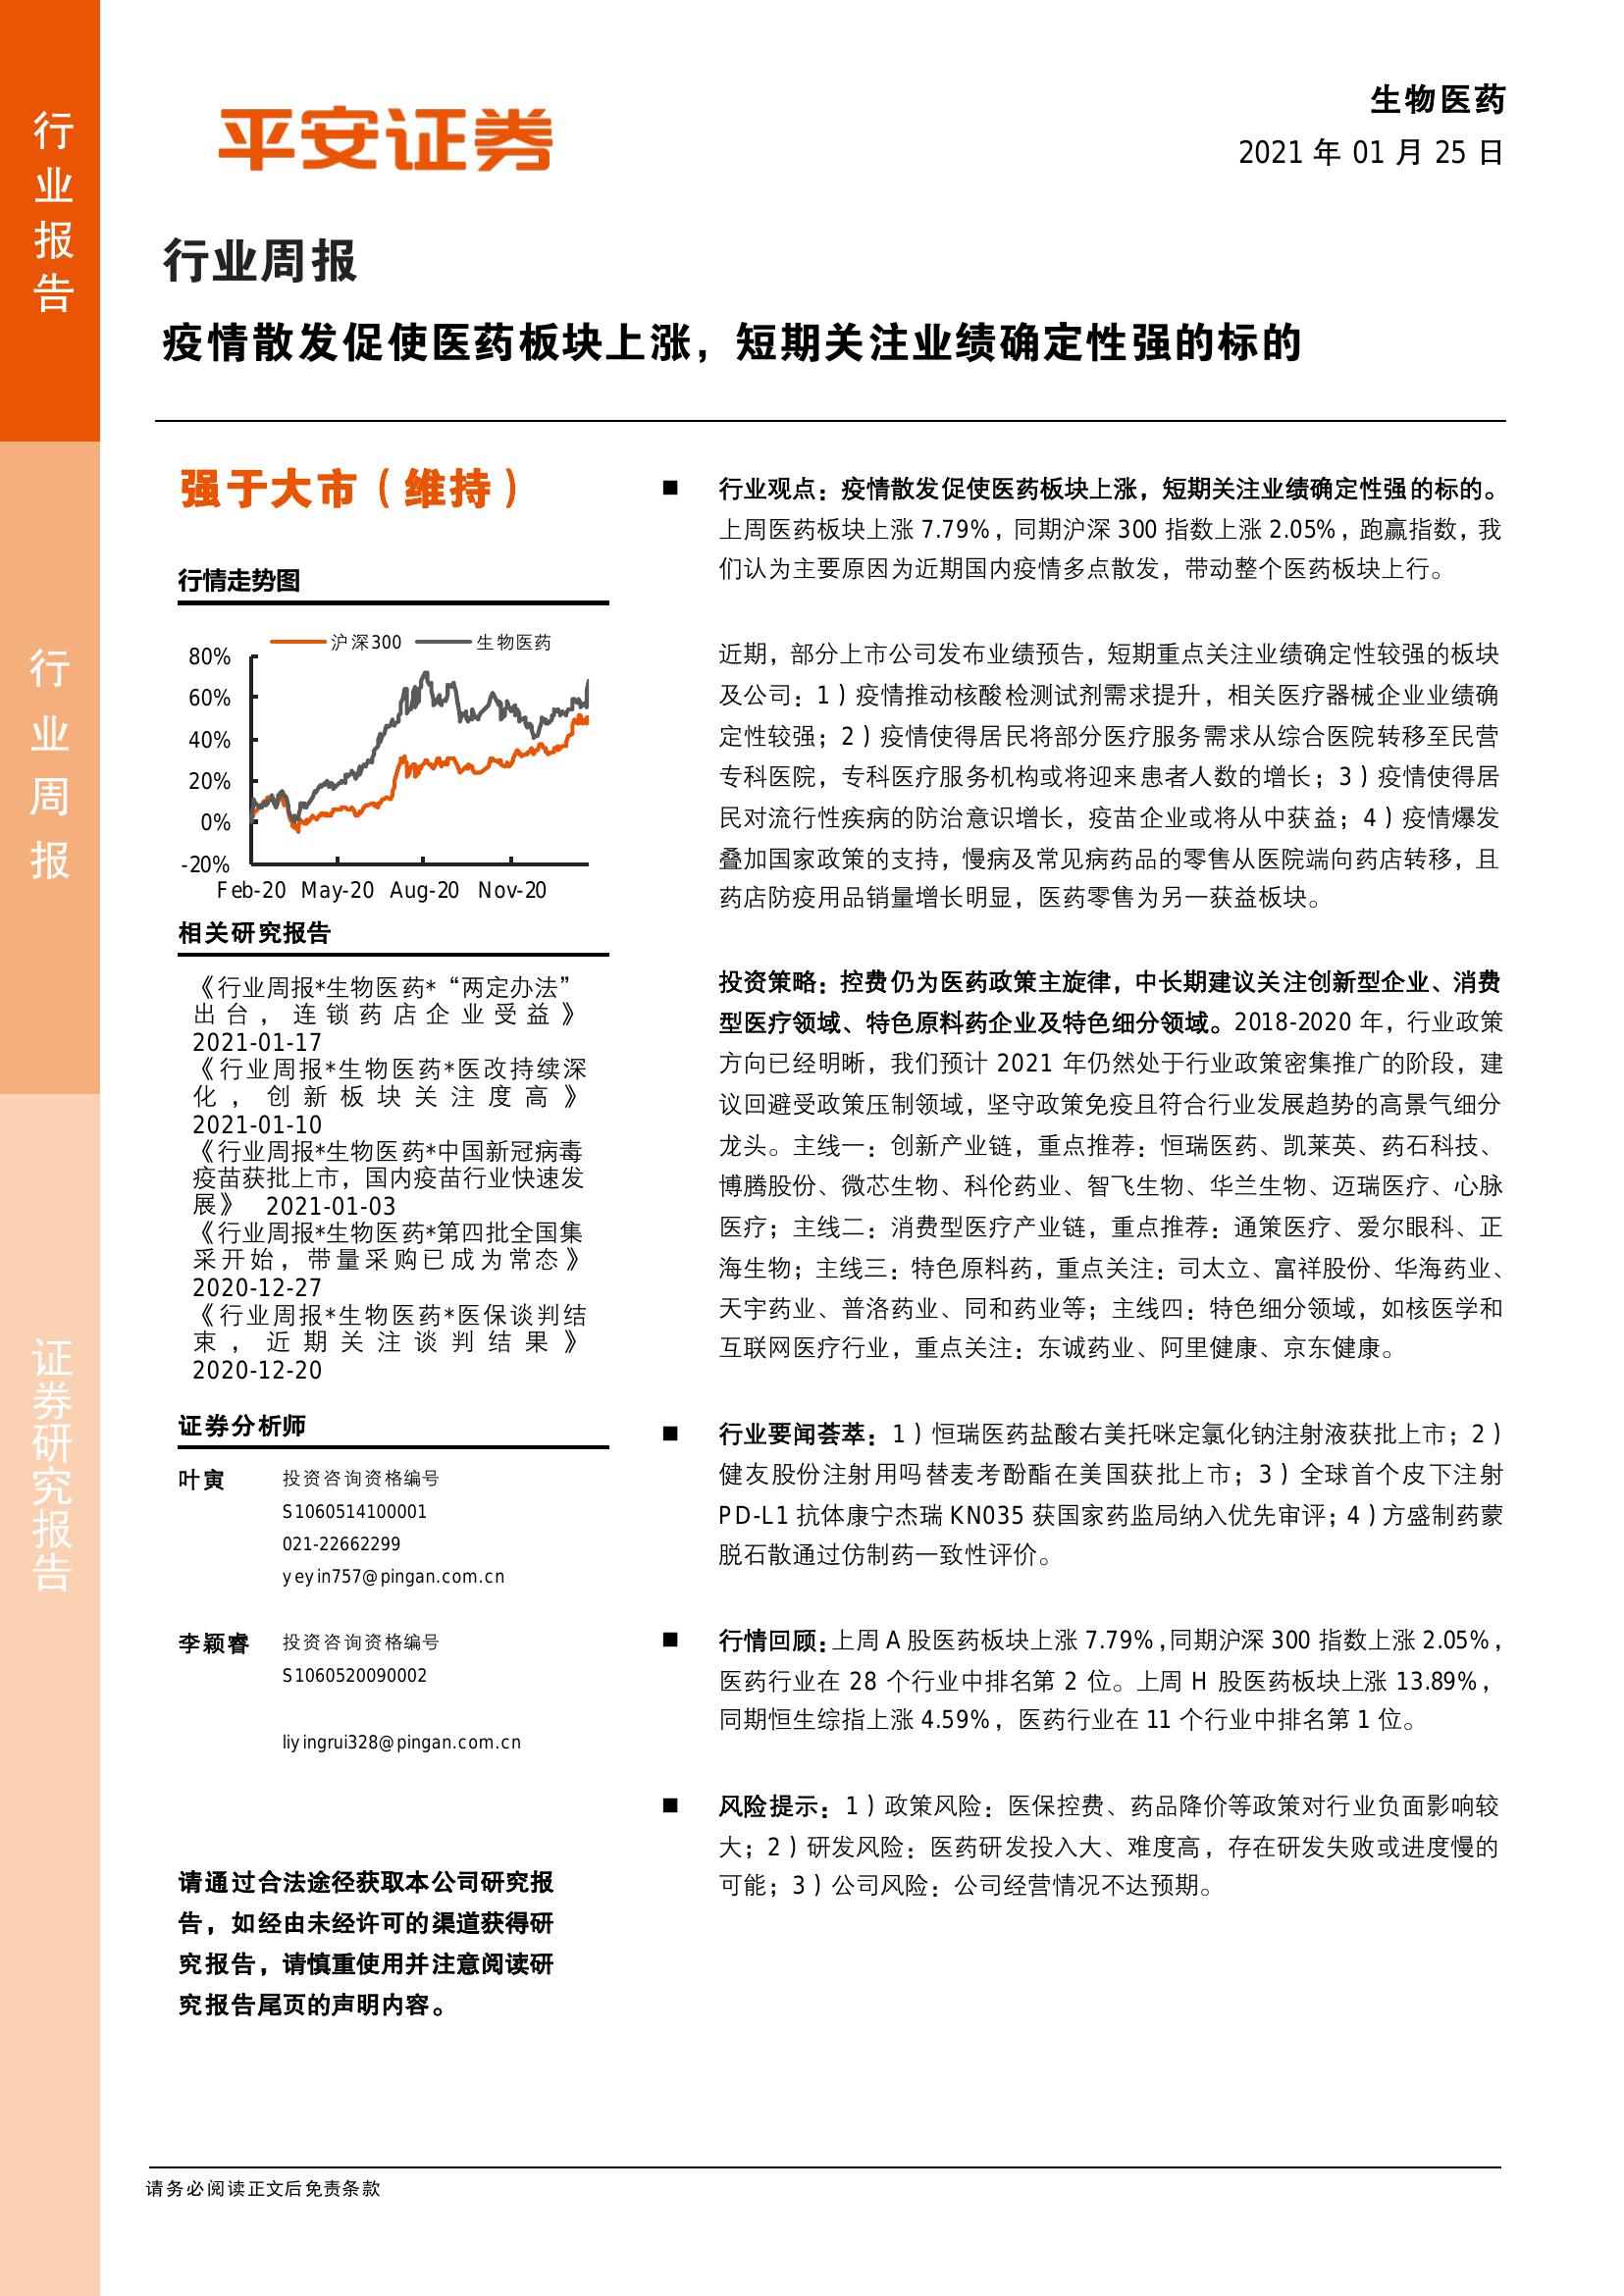 行业报告
行业周报
证券研究报告
平安证券
生物医药
2021 年 01 月 25 日
行业周报
疫情散发促使医药板块上涨，短期关注业绩确定性强的标的
强于大市（维持）
行情走势图
沪深300 生物医药
80%
60%
40%
20%
0%
-20%
Feb-20 May-20 Aug-20 Nov-20
相关研究报告
《行业周报*生物医药*“两定办法”
出台，连锁药店企业受益》
2021-01-17
《行业周报*生物医药*医改持续深
化，创新板块关注度高》
2021-01-10
《行业周报*生物医药*中国新冠病毒
疫苗获批上市，国内疫苗行业快速发
展》 2021-01-03
《行业周报*生物医药*第四批全国集
采开始，带量采购已成为常态》
2020-12-27
《行业周报*生物医药*医保谈判结
束，近期关注谈判结果》
2020-12-20
证券分析师
叶寅 投资咨询资格编号
S1060514100001
021-22662299
yeyin757@pingan.com.cn
李颖睿 投资咨询资格编号
S1060520090002
liyingrui328@pingan.com.cn
请通过合法途径获取本公司研究报
告，如经由未经许可的渠道获得研
究报告，请慎重使用并注意阅读研
究报告尾页的声明内容。
■ 行业观点：疫情散发促使医药板块上涨，短期关注业绩确定性强的标的。
上周医药板块上涨 7.79%，同期沪深 300 指数上涨 2.05%，跑赢指数，我
们认为主要原因为近期国内疫情多点散发，带动整个医药板块上行。
近期，部分上市公司发布业绩预告，短期重点关注业绩确定性较强的板块
及公司：1）疫情推动核酸检测试剂需求提升，相关医疗器械企业业绩确
定性较强；2）疫情使得居民将部分医疗服务需求从综合医院转移至民营
专科医院，专科医疗服务机构或将迎来患者人数的增长；3）疫情使得居
民对流行性疾病的防治意识增长，疫苗企业或将从中获益；4）疫情爆发
叠加国家政策的支持，慢病及常见病药品的零售从医院端向药店转移，且
药店防疫用品销量增长明显，医药零售为另一获益板块。
投资策略：控费仍为医药政策主旋律，中长期建议关注创新型企业、消费
型医疗领域、特色原料药企业及特色细分领域。2018-2020 年，行业政策
方向已经明晰，我们预计 2021 年仍然处于行业政策密集推广的阶段，建
议回避受政策压制领域，坚守政策免疫且符合行业发展趋势的高景气细分
龙头。主线一：创新产业链，重点推荐：恒瑞医药、凯莱英、药石科技、
博腾股份、微芯生物、科伦药业、智飞生物、华兰生物、迈瑞医疗、心脉
医疗；主线二：消费型医疗产业链，重点推荐：通策医疗、爱尔眼科、正
海生物；主线三：特色原料药，重点关注：司太立、富祥股份、华海药业、
天宇药业、普洛药业、同和药业等；主线四：特色细分领域，如核医学和
互联网医疗行业，重点关注：东诚药业、阿里健康、京东健康。
■ 行业要闻荟萃：1）恒瑞医药盐酸右美托咪定氯化钠注射液获批上市；2）
健友股份注射用吗替麦考酚酯在美国获批上市；3）全球首个皮下注射
PD-L1 抗体康宁杰瑞 KN035 获国家药监局纳入优先审评；4）方盛制药蒙
脱石散通过仿制药一致性评价。
■ 行情回顾：上周 A 股医药板块上涨 7.79%，同期沪深 300 指数上涨 2.05%，
医药行业在 28 个行业中排名第 2 位。上周 H 股医药板块上涨 13.89%，
同期恒生综指上涨 4.59%，医药行业在 11 个行业中排名第 1 位。
■ 风险提示：1）政策风险：医保控费、药品降价等政策对行业负面影响较
大；2）研发风险：医药研发投入大、难度高，存在研发失败或进度慢的
可能；3）公司风险：公司经营情况不达预期。
请务必阅读正文后免责条款